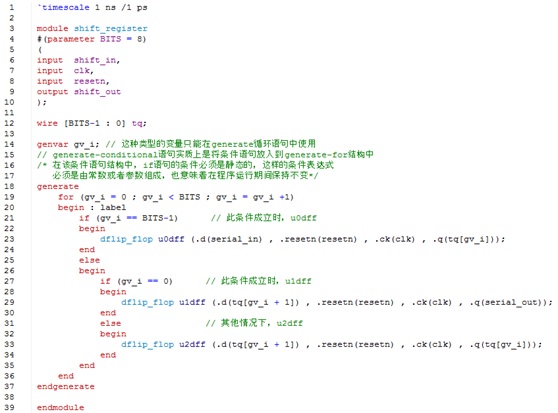 1 `timescale 1 ns /1 ps
2
3 module shift_register
4 #(parameter BITS = 8)
5 (
6 input  shift_in,
7 input  clk,
8 input  resetn,
9 output shift_out
10 );
11
12 wire [BITS-1 : 0] tq;
13
14 genvar gv_i; // 这种类型的变量只能在generate循环语句中使用
15 // generate-conditional语句实质上是将条件语句放入到generate-for结构中
16 /* 在该条件语句结构中，if语句的条件必须是静态的，这样的条件表达式
17 必须是由常数或者参数组成，也意味着在程序运行期间保持不变*/
18 generate
19 for (gv_i = 0 ; gv_i < BITS ; gv_i = gv_i +1)
20 begin : label
21 if (gv_i == BITS-1) // 此条件成立时，u0dff
22 begin
23 dflip_flop u0dff (.d(serial_in) , .resetn(resetn) , .ck(clk) , .q(tq[gv_i]));
24 end
25 else
26 begin
27 if (gv_i == 0) // 此条件成立时，u1dff
28 begin
29 dflip_flop u1dff (.d(tq[gv_i + 1]) , .resetn(resetn) , .ck(clk) , .q(serial_out));
30 end
31 else // 其他情况下，u2dff
32 begin
33 dflip_flop u2dff (.d(tq[gv_i + 1]) , .resetn(resetn) , .ck(clk) , .q(tq[gv_i]));
34 end
35 end
36 end
37 endgenerate
38
39 endmodule